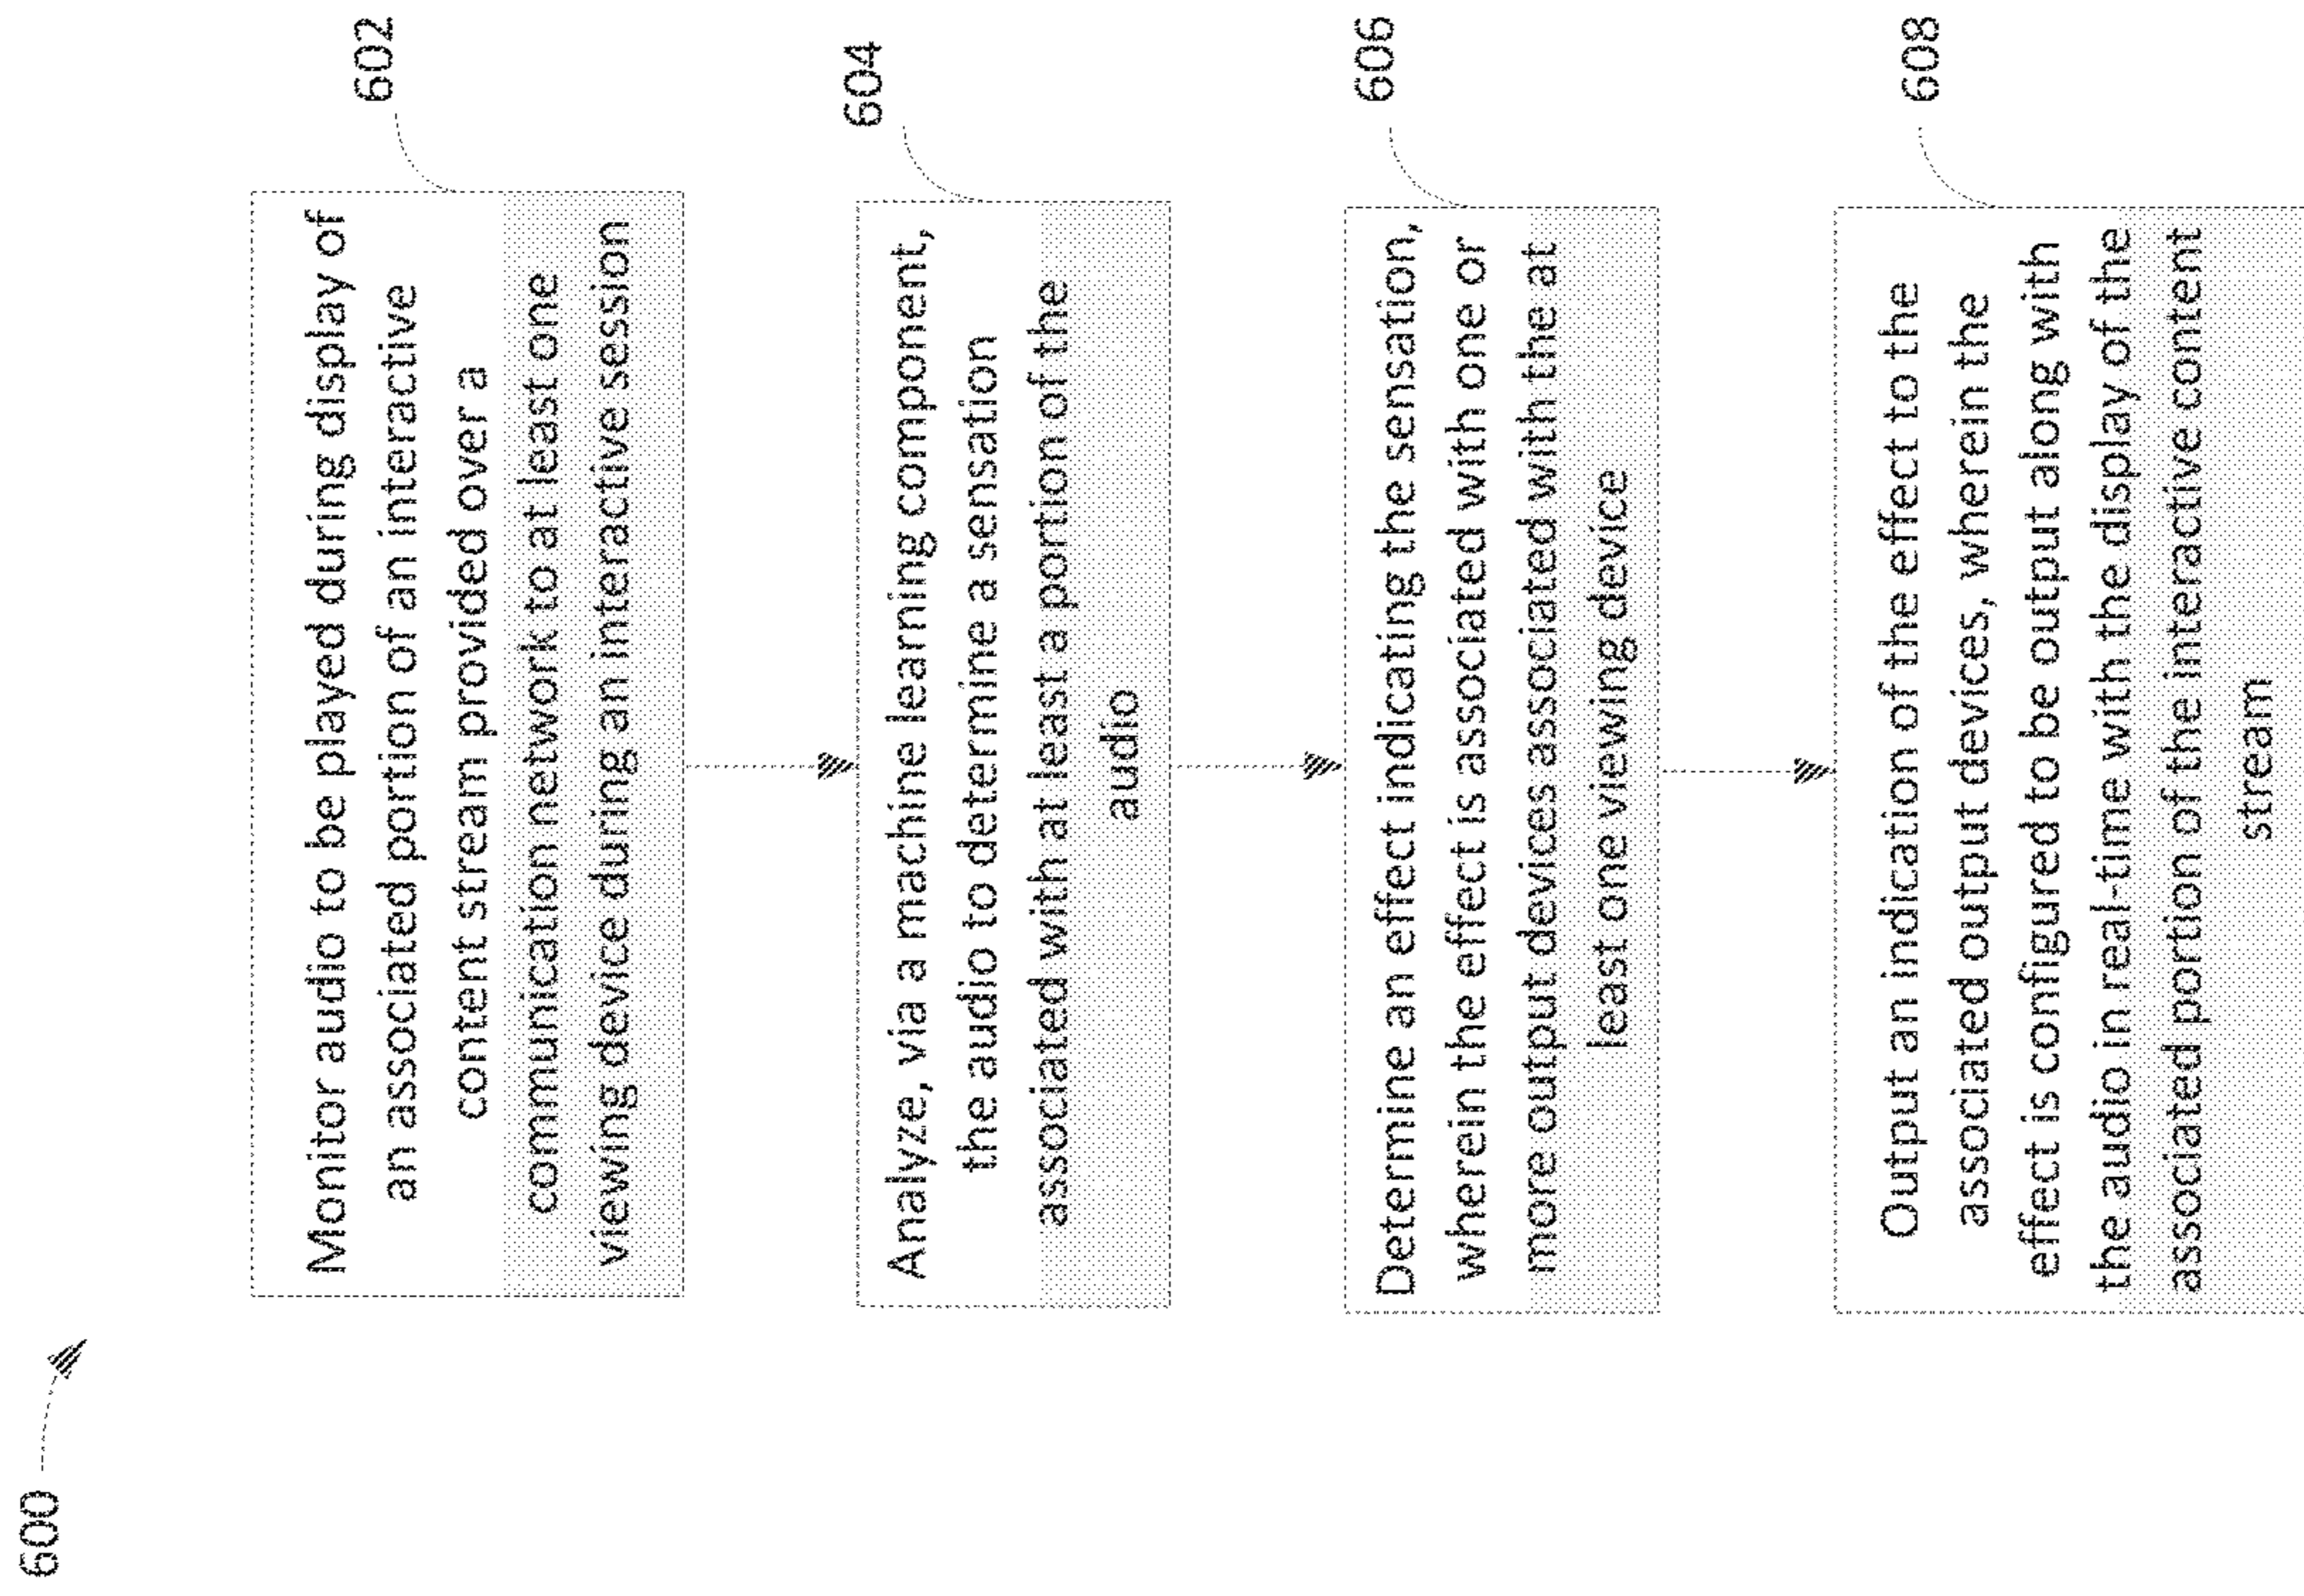 600
602
Monitor audio to be played during display of
an associated portion of an interactive
content stream provided over a
communication network to at least one
viewing device during an interactive session
604
Analyze, via a machine learning component,
the audio to determine a sensation
associated with at least a portion of the
audio
606
Determine an effect indicating the sensation,
wherein the effect is associated with one or
more output devices associated with the at
least one viewing device
608
Output an indication of the effect to the
associated output devices, wherein the
effect is configured to be output along with
the audio in real-time with the display of the
associated portion of the interactive content
stream